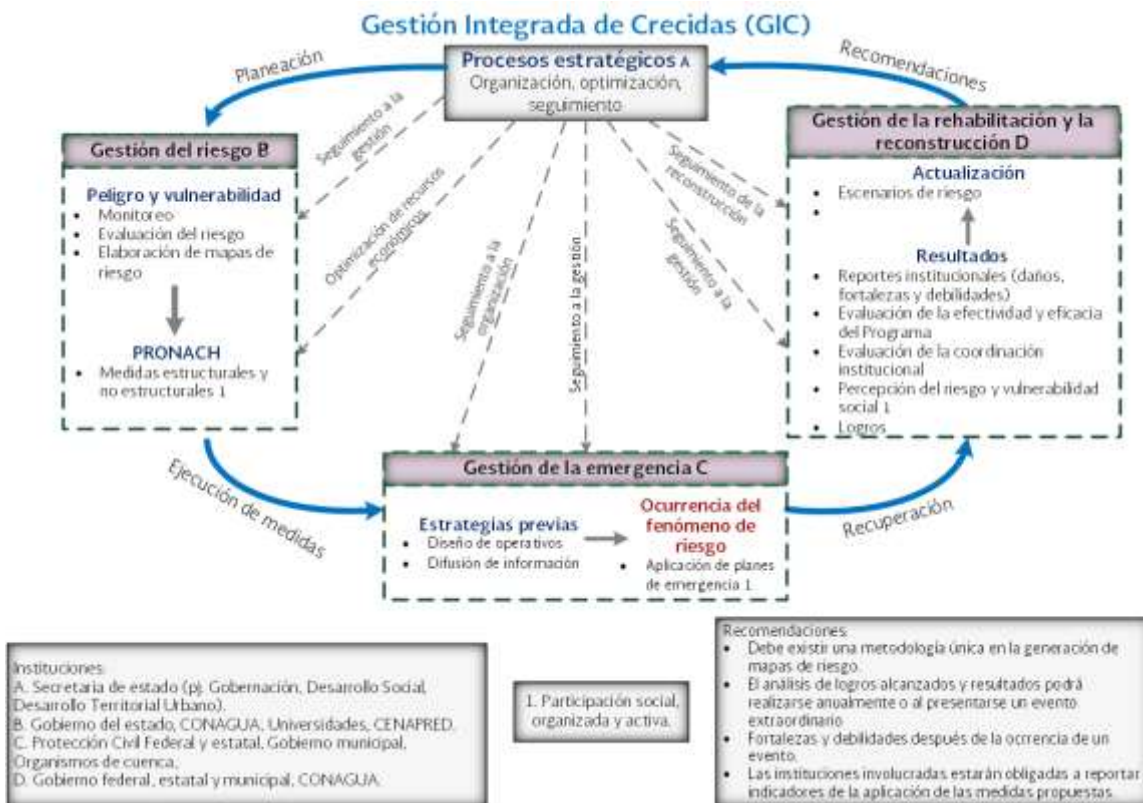 Gestión Integrada de Crecidas (GIC)
Procesos estratégicos A
Organización, optimización,
seguimiento
Planeación
Recomendaciones
Gestión del riesgo B
Peligro y vulnerabilidad
• Monitoreo
• Evaluación del riesgo
• Elaboración de mapas de
riesgo
PRONACH
• Medidas estructurales y
no estructurales 1
Seguimiento a la
gestión
Optimización de recursos
económicos
Seguimiento a la
organización
Seguimiento a la gestión
Seguimiento a la
gestión
Seguimiento de la
reconstrucción
Gestión de la rehabilitación y la
reconstrucción D
Actualización
• Escenarios de riesgo
•
Resultados
• Reportes institucionales (daños,
fortalezas y debilidades)
• Evaluación de la efectividad y eficacia
del Programa
• Evaluación de la coordinación
institucional
• Percepción del riesgo y vulnerabilidad
social 1
• Logros
Ejecución de medidas
Gestión de la emergencia C
Estrategias previas
• Diseño de operativos
• Difusión de información
Ocurrencia del
fenómeno de
riesgo
• Aplicación de planes
de emergencia 1.
Recuperación
Instituciones:
A. Secretaria de estado (pj. Gobernación, Desarrollo Social,
Desarrollo Territorial Urbano).
B. Gobierno del estado, CONAGUA, Universidades, CENAPRED.
C. Protección Civil Federal y estatal, Gobierno municipal,
Organismos de cuenca.
D. Gobierno federal, estatal y municipal, CONAGUA.
1. Participación social,
organizada y activa.
Recomendaciones:
• Debe existir una metodología única en la generación de
mapas de riesgo.
• El análisis de logros alcanzados y resultados podrá
realizarse anualmente o al presentarse un evento
extraordinario
• Fortalezas y debilidades después de la ocrrencia de un
evento.
• Las instituciones involucradas estarán obligadas a reportar
indicadores de la aplicación de las medidas propuestas.